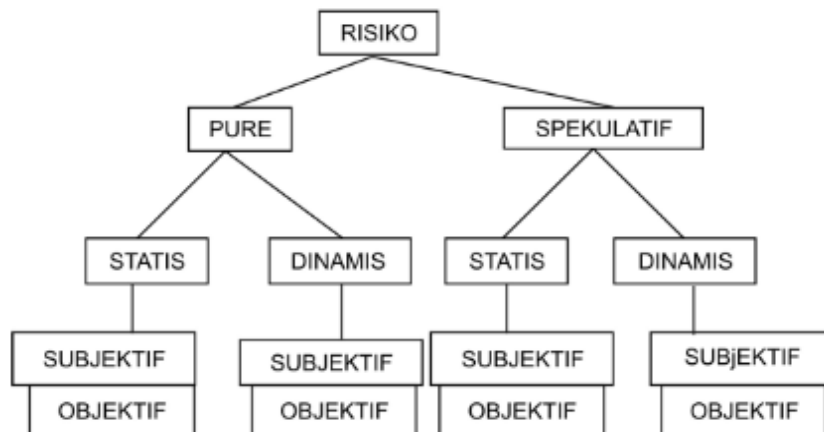 RISIKO
PURE
SPEKULATIF
STATIS
DINAMIS
STATIS
DINAMIS
SUBJEKTIF
SUBJEKTIF
SUBJEKTIF
SUBjEKTIF
OBJEKTIF
OBJEKTIF
OBJEKTIF
OBJEKTIF